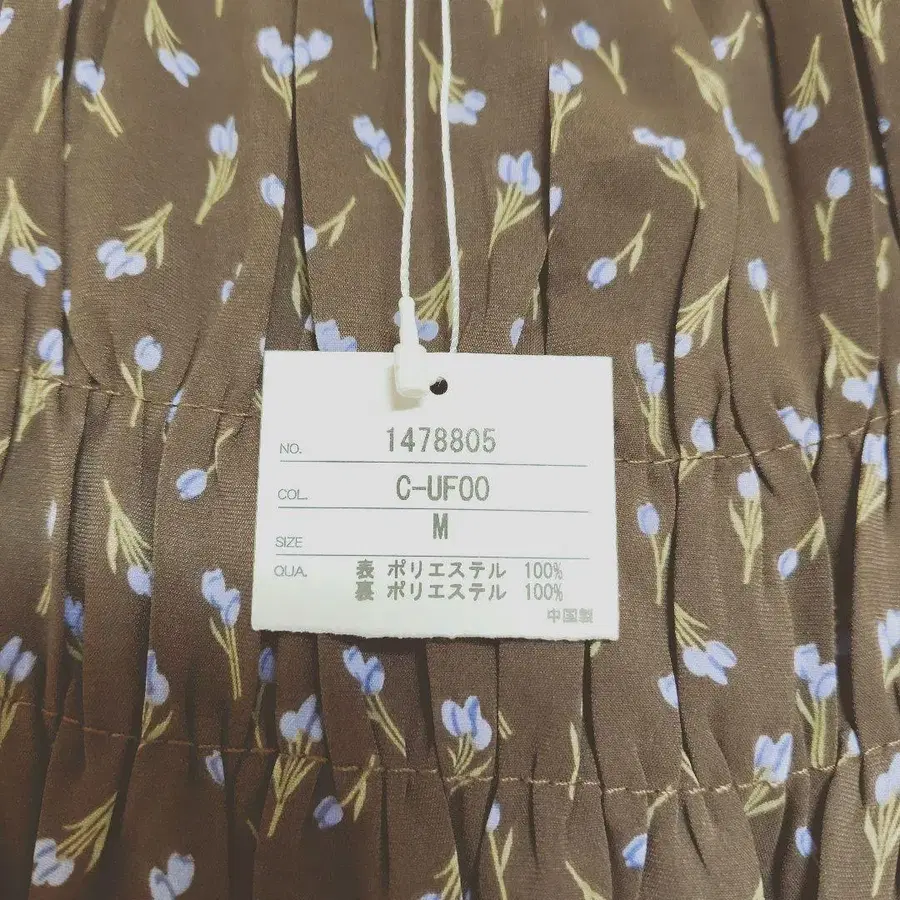 NO. 1478805
COL. C-UF00
SIZE M
QUA. 表 ポリエステル 100%
裏 ポリエステル 100%
中国製